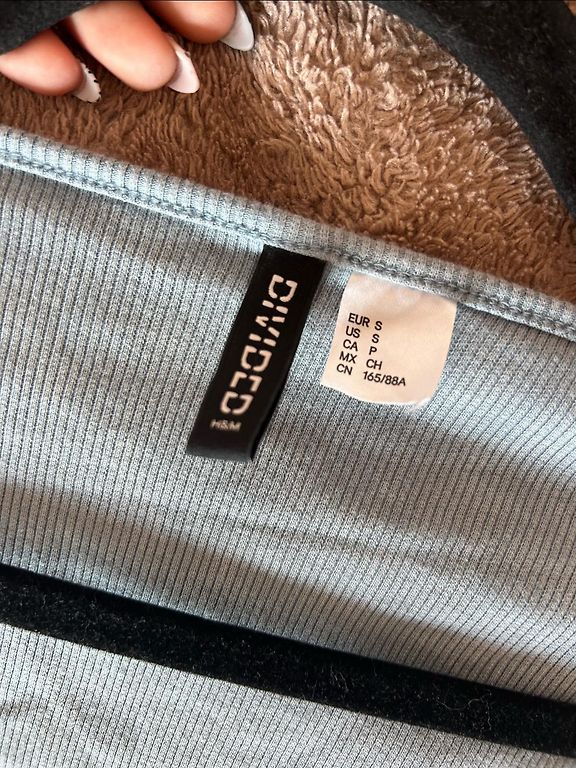 DIVIDED
H&M
EUR S
US S
CA P
MX CH
CN 165/88A